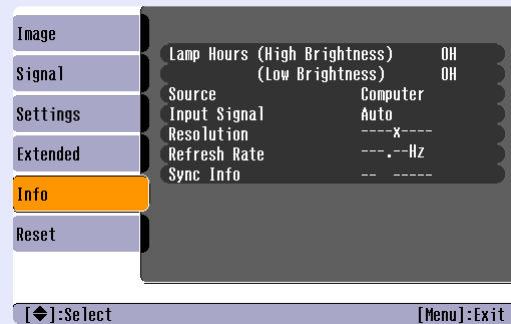 Image
Signal
Settings
Extended
Info
Reset
Lamp Hours (High Brightness) 0H
(Low Brightness) 0H
Source Computer
Input Signal Auto
Resolution ----x----
Refresh Rate ---.--Hz
Sync Info -- -----
[◆]:Select [Menu]:Exit